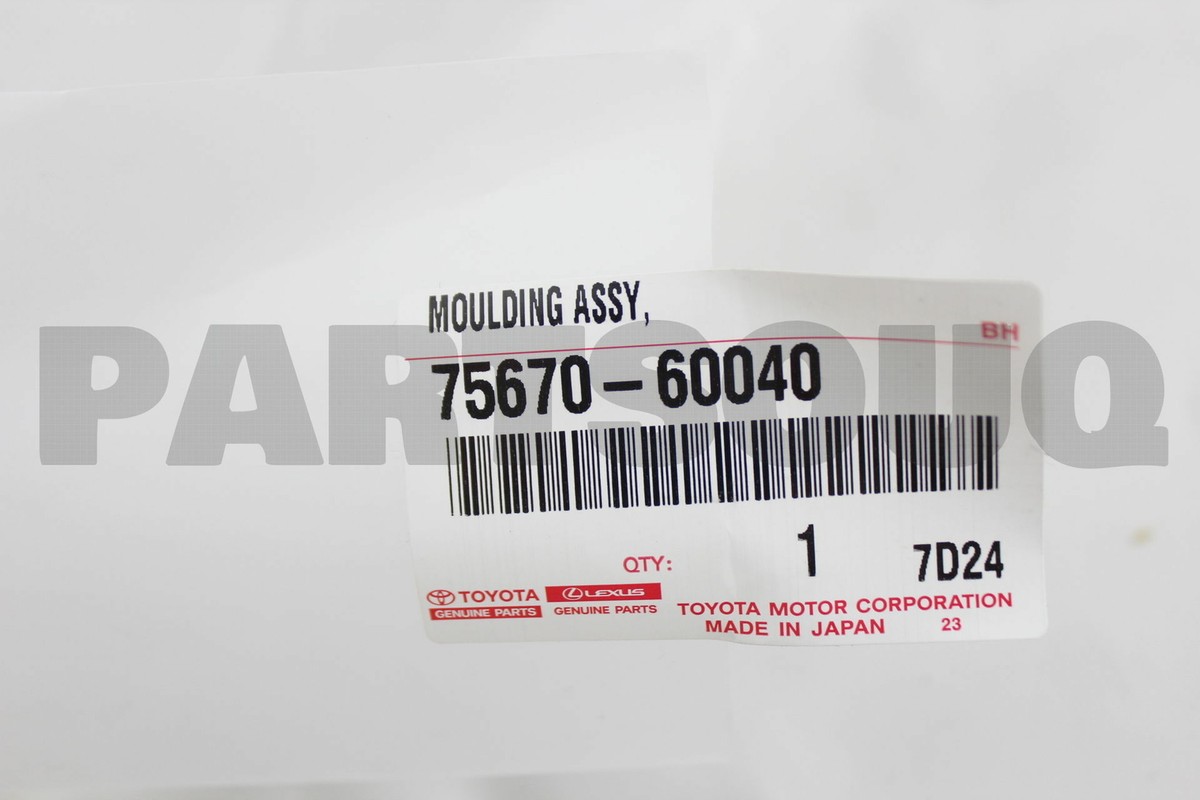 MOULDING ASSY,
BH
75670-60040
PARTSOUQ
QTY: 1 7D24
TOYOTA LEXUS
GENUINE PARTS GENUINE PARTS
TOYOTA MOTOR CORPORATION
MADE IN JAPAN 23